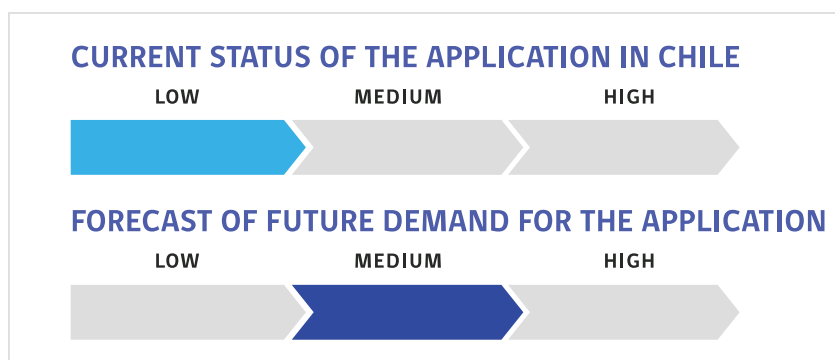 CURRENT STATUS OF THE APPLICATION IN CHILE
LOW MEDIUM HIGH
FORECAST OF FUTURE DEMAND FOR THE APPLICATION
LOW MEDIUM HIGH